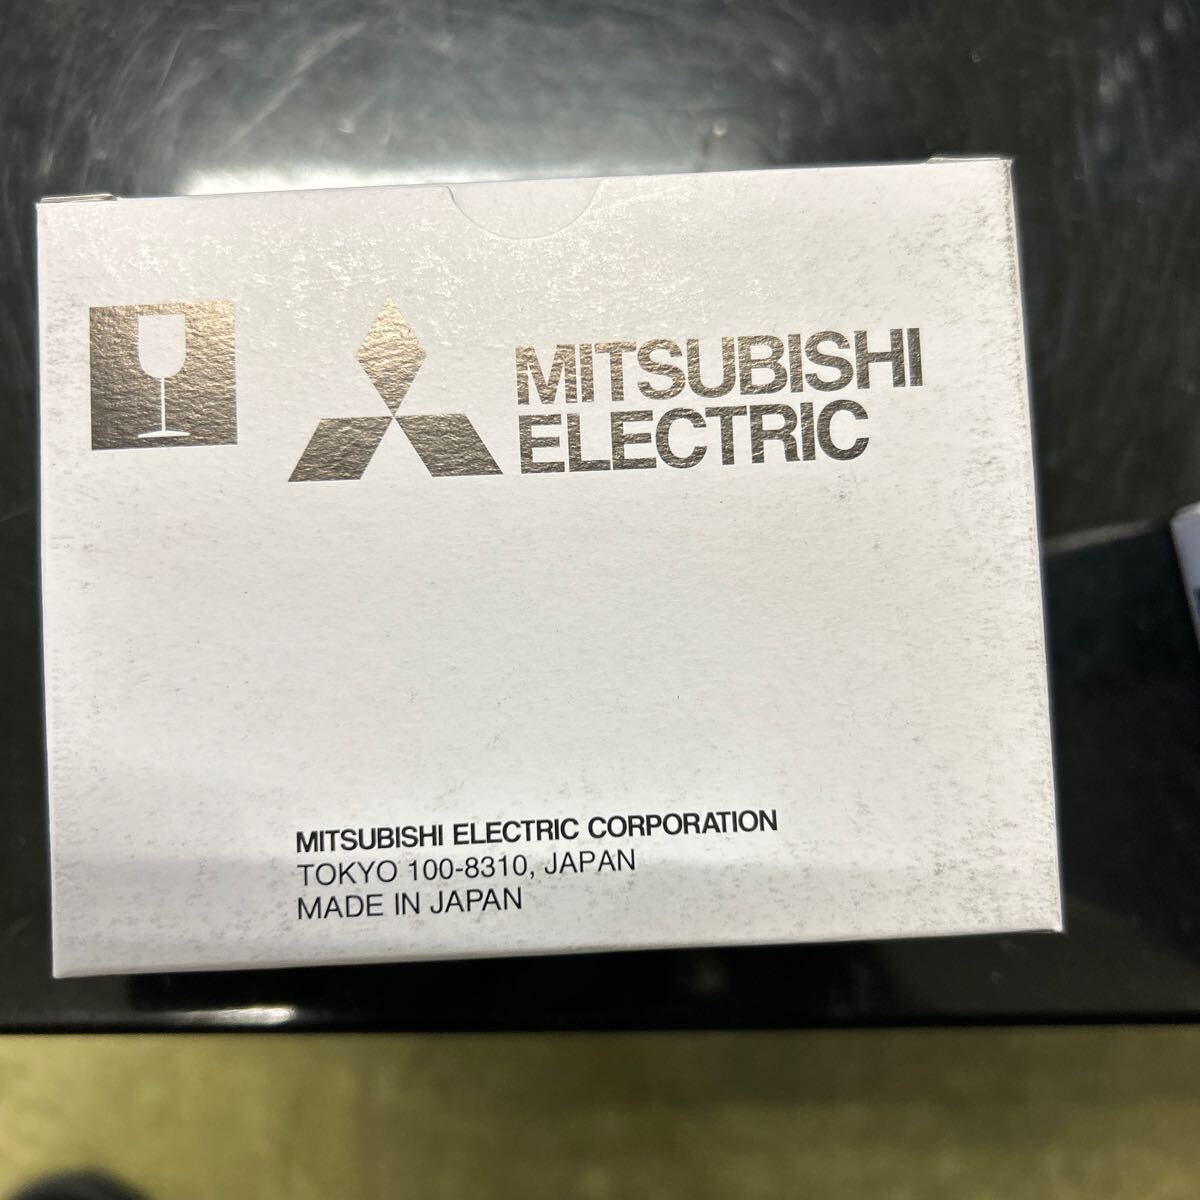 MITSUBISHI
ELECTRIC
MITSUBISHI ELECTRIC CORPORATION
TOKYO 100-8310, JAPAN
MADE IN JAPAN